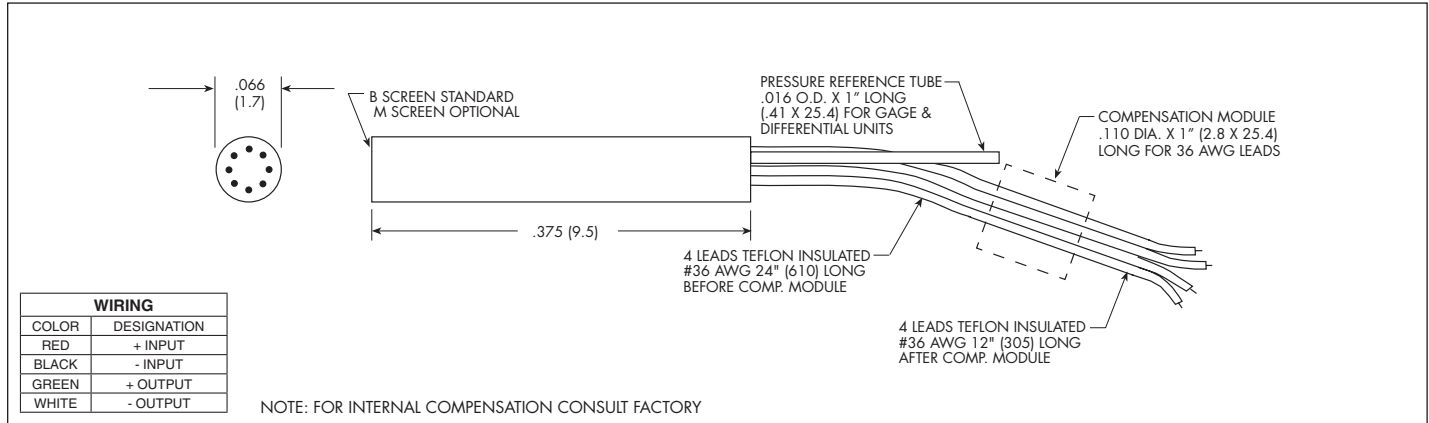 .066
(1.7)
B SCREEN STANDARD
M SCREEN OPTIONAL
PRESSURE REFERENCE TUBE
.016 O.D. X 1” LONG
(.41 X 25.4) FOR GAGE &
DIFFERENTIAL UNITS
COMPENSATION MODULE
.110 DIA. X 1” (2.8 X 25.4)
LONG FOR 36 AWG LEADS
.375 (9.5)
4 LEADS TEFLON INSULATED
#36 AWG 24" (610) LONG
BEFORE COMP. MODULE
4 LEADS TEFLON INSULATED
#36 AWG 12" (305) LONG
AFTER COMP. MODULE
WIRING
COLOR DESIGNATION
RED + INPUT
BLACK - INPUT
GREEN + OUTPUT
WHITE - OUTPUT
NOTE: FOR INTERNAL COMPENSATION CONSULT FACTORY